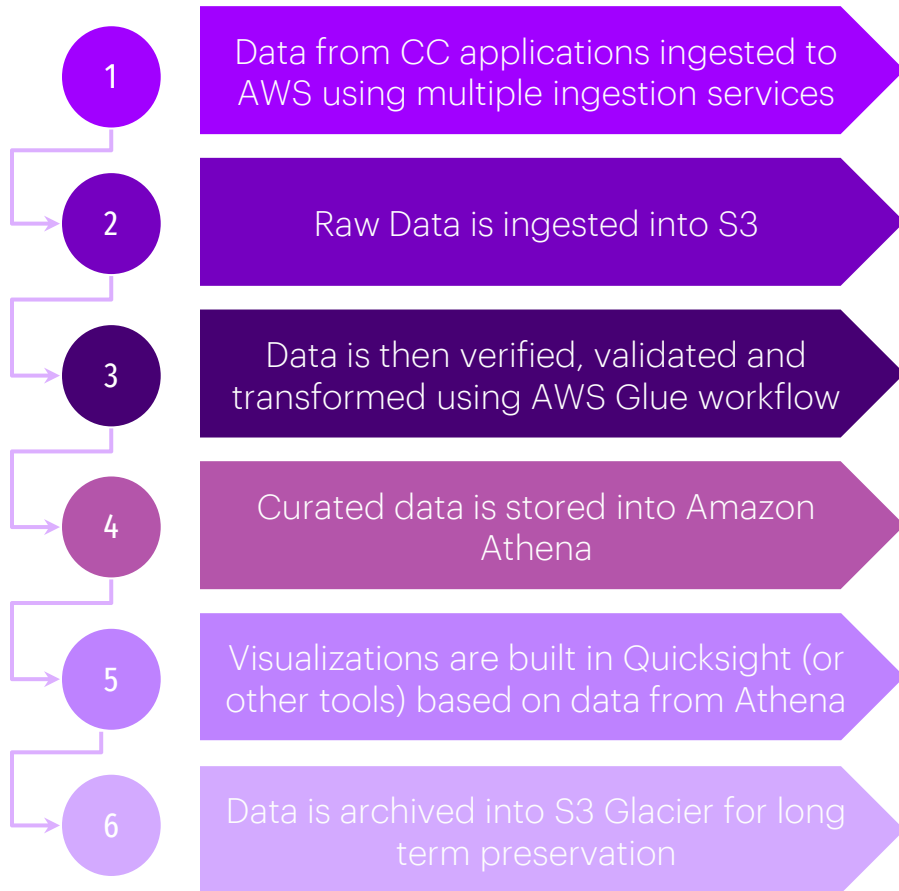 1
Data from CC applications ingested to
AWS using multiple ingestion services
2
Raw Data is ingested into S3
3
Data is then verified, validated and
transformed using AWS Glue workflow
4
Curated data is stored into Amazon
Athena
5
Visualizations are built in Quicksight (or
other tools) based on data from Athena
6
Data is archived into S3 Glacier for long
term preservation